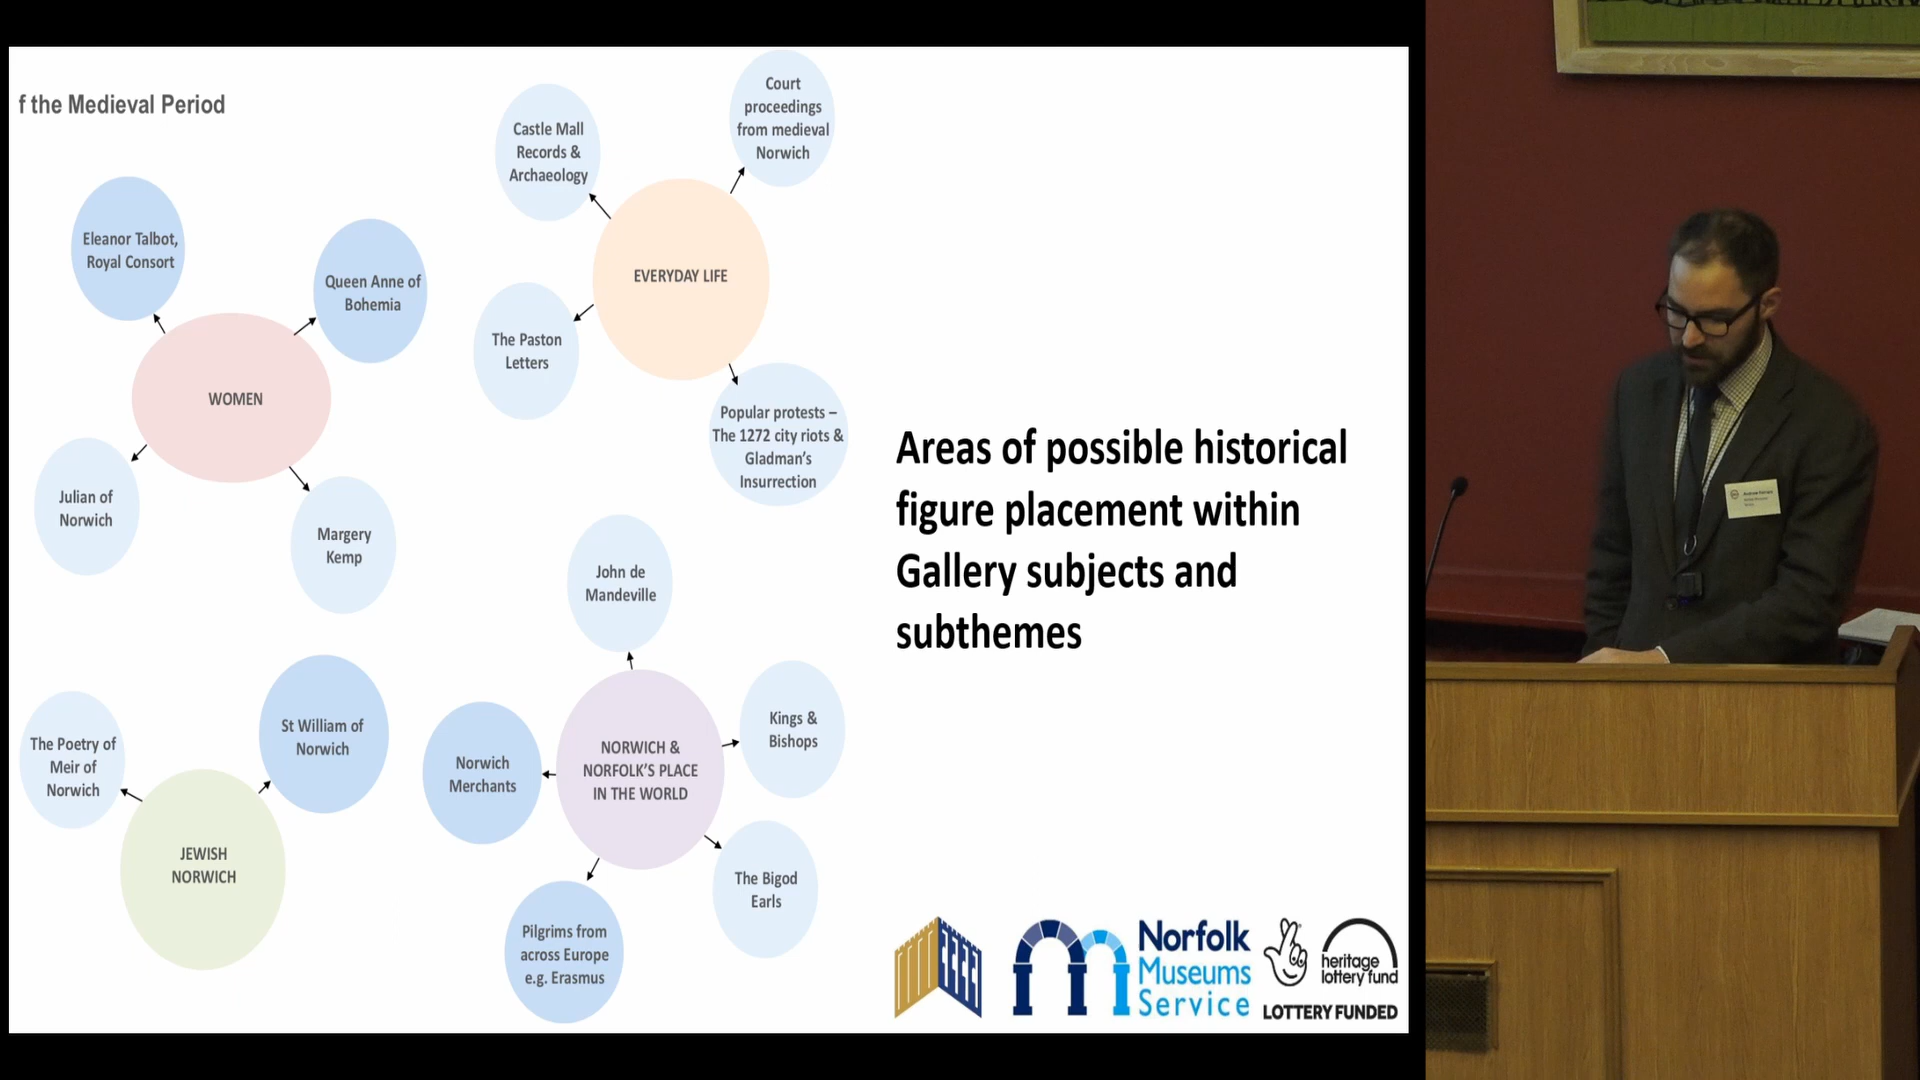 f the Medieval Period
Castle Mall
Records &
Archaeology
Court
proceedings
from medieval
Norwich
Eleanor Talbot,
Royal Consort
Queen Anne of
Bohemia
EVERYDAY LIFE
The Paston
Letters
WOMEN
Popular protests –
The 1272 city riots &
Gladman's
Insurrection
Julian of
Norwich
Margery
Kemp
Areas of possible historical
figure placement within
Gallery subjects and
subthemes
John de
Mandeville
The Poetry of
Meir of
Norwich
St William of
Norwich
Norwich
Merchants
NORWICH &
NORFOLK'S PLACE
IN THE WORLD
Kings &
Bishops
JEWISH
NORWICH
The Bigod
Earls
Pilgrims from
across Europe
e.g. Erasmus
Norfolk
Museums
Service
heritage
lottery fund
LOTTERY FUNDED